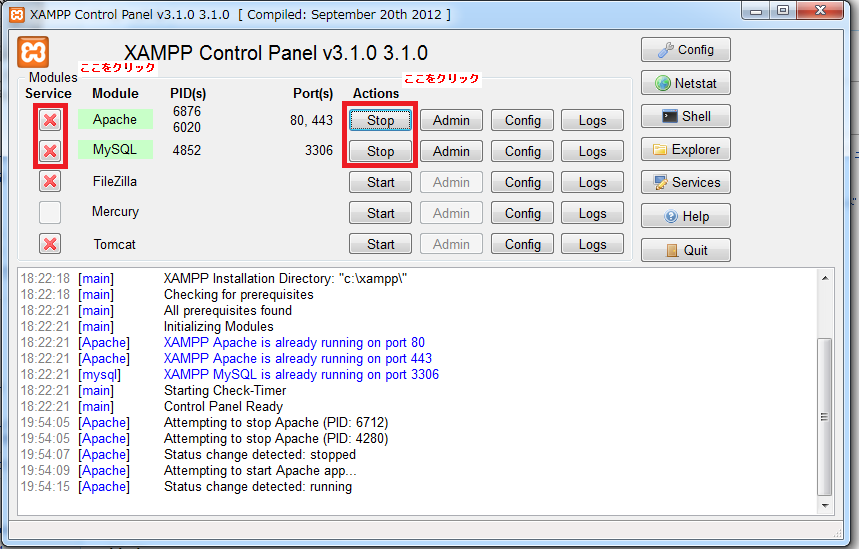 XAMPP Control Panel v3.1.0 3.1.0 [ Compiled: September 20th 2012 ]
XAMPP Control Panel v3.1.0 3.1.0
Config
Modules
ここをクリック
ここをクリック
Service Module PID(s) Port(s) Actions
Netstat
Apache 6876 6020 80, 443 Stop Admin Config Logs
Shell
MySQL 4852 3306 Stop Admin Config Logs
Explorer
FileZilla Start Admin Config Logs
Services
Mercury Start Admin Config Logs
Help
Tomcat Start Admin Config Logs
Quit
18:22:18 [main] XAMPP Installation Directory: "c:\xampp\"
18:22:18 [main] Checking for prerequisites
18:22:21 [main] All prerequisites found
18:22:21 [main] Initializing Modules
18:22:21 [Apache] XAMPP Apache is already running on port 80
18:22:21 [Apache] XAMPP Apache is already running on port 443
18:22:21 [mysql] XAMPP MySQL is already running on port 3306
18:22:21 [main] Starting Check-Timer
18:22:21 [main] Control Panel Ready
19:54:05 [Apache] Attempting to stop Apache (PID: 6712)
19:54:05 [Apache] Attempting to stop Apache (PID: 4280)
19:54:07 [Apache] Status change detected: stopped
19:54:09 [Apache] Attempting to start Apache app...
19:54:15 [Apache] Status change detected: running